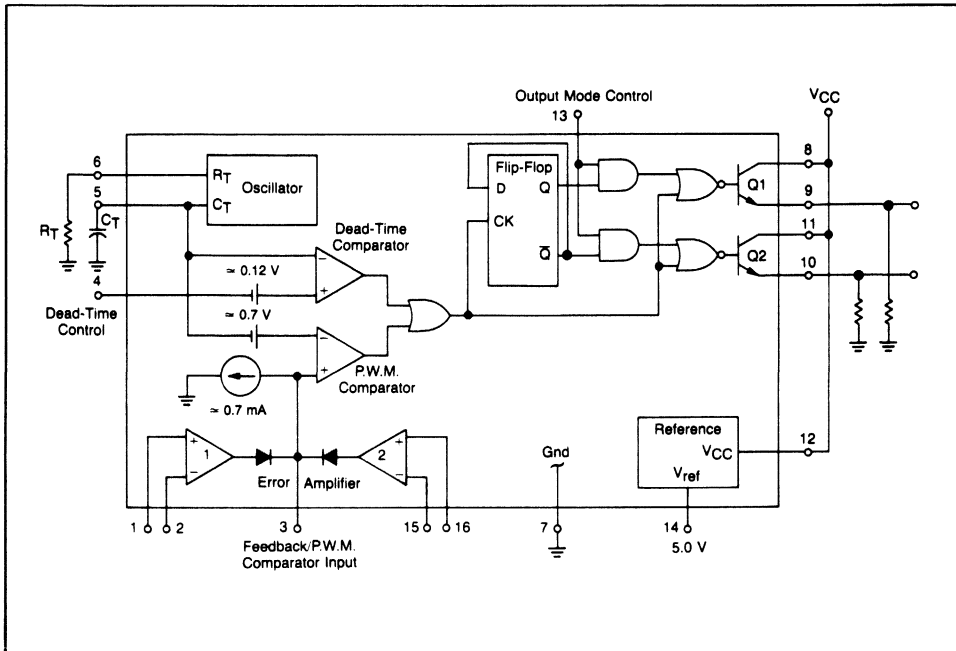 Output Mode Control
13
VCC
6
RT
Oscillator
CT
5
CT
RT
4
Dead-Time
Control
≃ 0.12 V
≃ 0.7 V
Dead-Time
Comparator
−
+
−
+
P.W.M.
Comparator
≃ 0.7 mA
Flip-Flop
D
Q
CK
Q̅
Q1
Q2
8
9
11
10
Reference
VCC
Vref
12
+
−
1
Error Amplifier
2
+
−
Gnd
1
2
3
15
16
7
14
5.0 V
Feedback/P.W.M.
Comparator Input